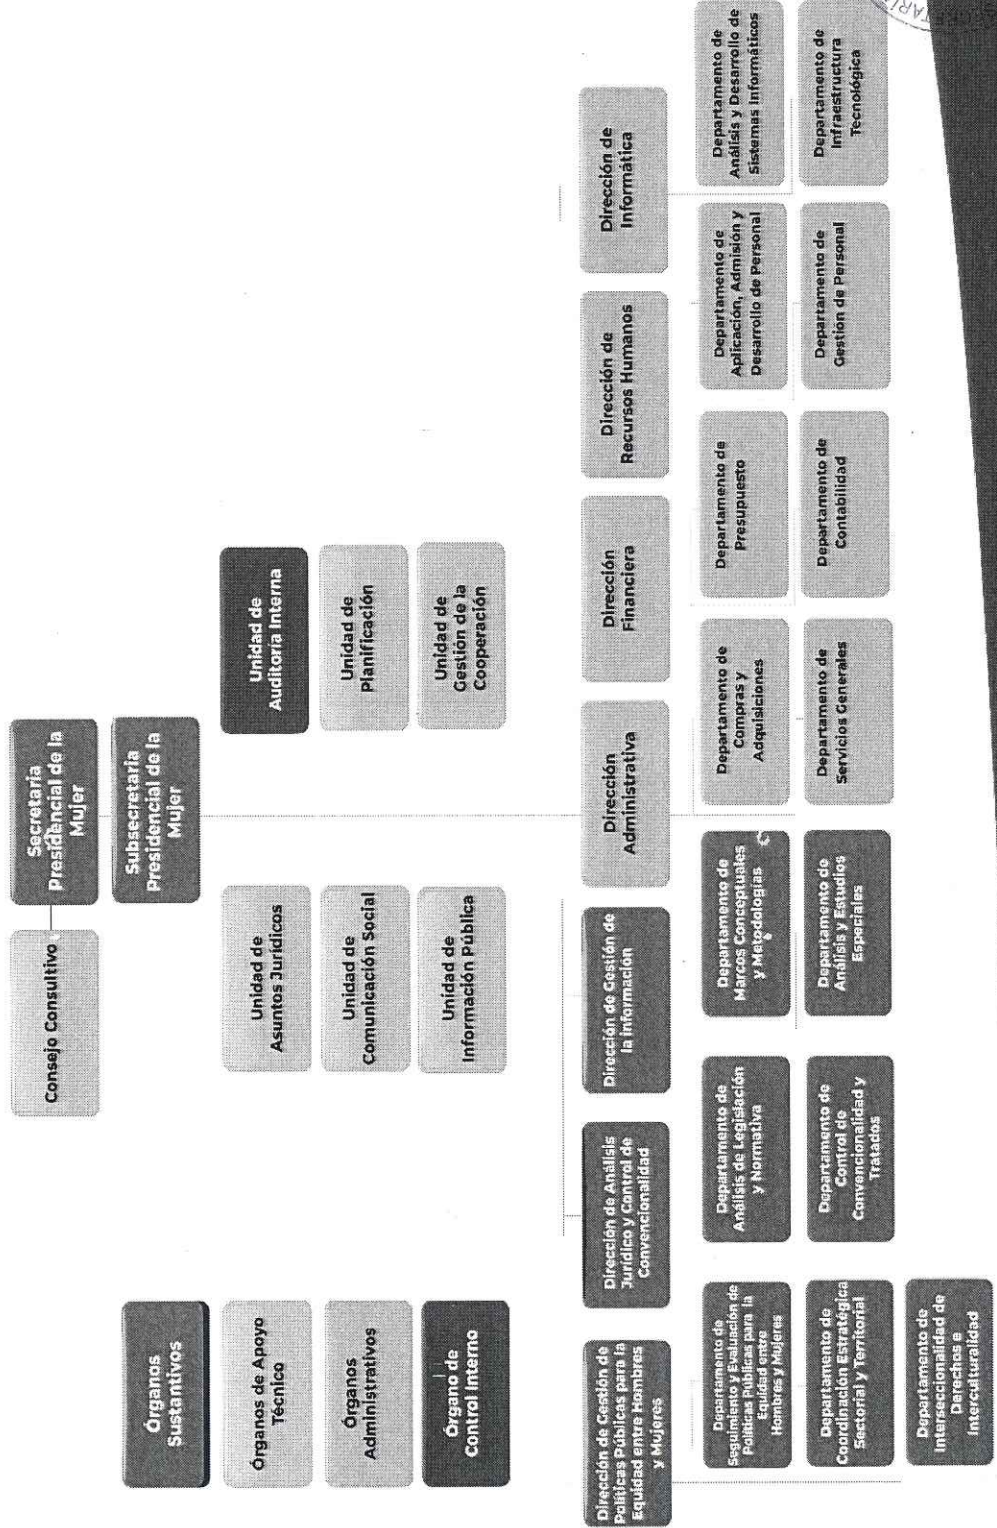 Secretaria
Presidencial de la
Mujer
Consejo Consultivo
Subsecretaria
Presidencial de la
Mujer
Órganos
Sustantivos
Órganos de Apoyo
Técnico
Órganos
Administrativos
Órgano de
Control Interno
Unidad de
Asuntos Jurídicos
Unidad de
Comunicación Social
Unidad de
Información Pública
Unidad de
Auditoría Interna
Unidad de
Planificación
Unidad de
Gestión de la
Cooperación
Dirección de Gestión de
Políticas Públicas para la
Equidad entre Hombres
y Mujeres
Dirección de Análisis
Jurídico y Control de
Convencionalidad
Dirección de Gestión de
la Información
Dirección
Administrativa
Dirección
Financiera
Dirección de
Recursos Humanos
Dirección de
Informática
Departamento de
Seguimiento y Evaluación de
Políticas Públicas para la
Equidad entre
Hombres y Mujeres
Departamento de
Análisis de Legislación
y Normativa
Departamento de
Marcos Conceptuales
y Metodologías
Departamento de
Compras y
Adquisiciones
Departamento de
Presupuesto
Departamento de
Aplicación, Admisión y
Desarrollo de Personal
Departamento de
Análisis y Desarrollo de
Sistemas Informáticos
Departamento de
Coordinación Estratégica
Sectorial y Territorial
Departamento de
Control de
Convencionalidad y
Tratados
Departamento de
Análisis y Estudios
Especiales
Departamento de
Servicios Generales
Departamento de
Contabilidad
Departamento de
Gestión de Personal
Departamento de
Infraestructura
Tecnológica
Departamento de
Interseccionalidad de
Derechos e
Interculturalidad